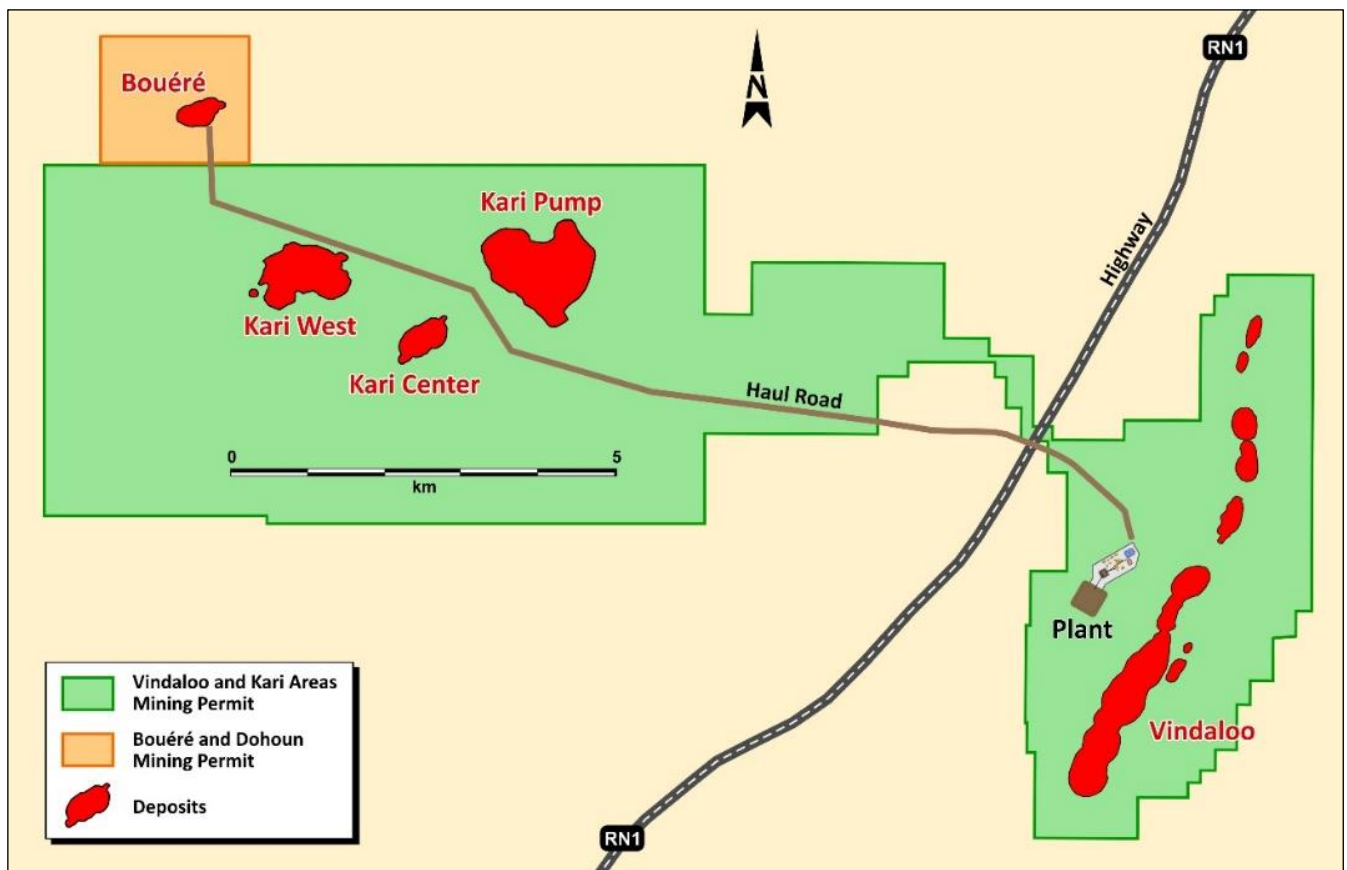 RN1
Bouéré
N
Kari Pump
Highway
Kari West
Kari Center
Haul Road
0 5
km
Plant
Vindaloo
Vindaloo and Kari Areas
Mining Permit
Bouéré and Dohoun
Mining Permit
Deposits
RN1